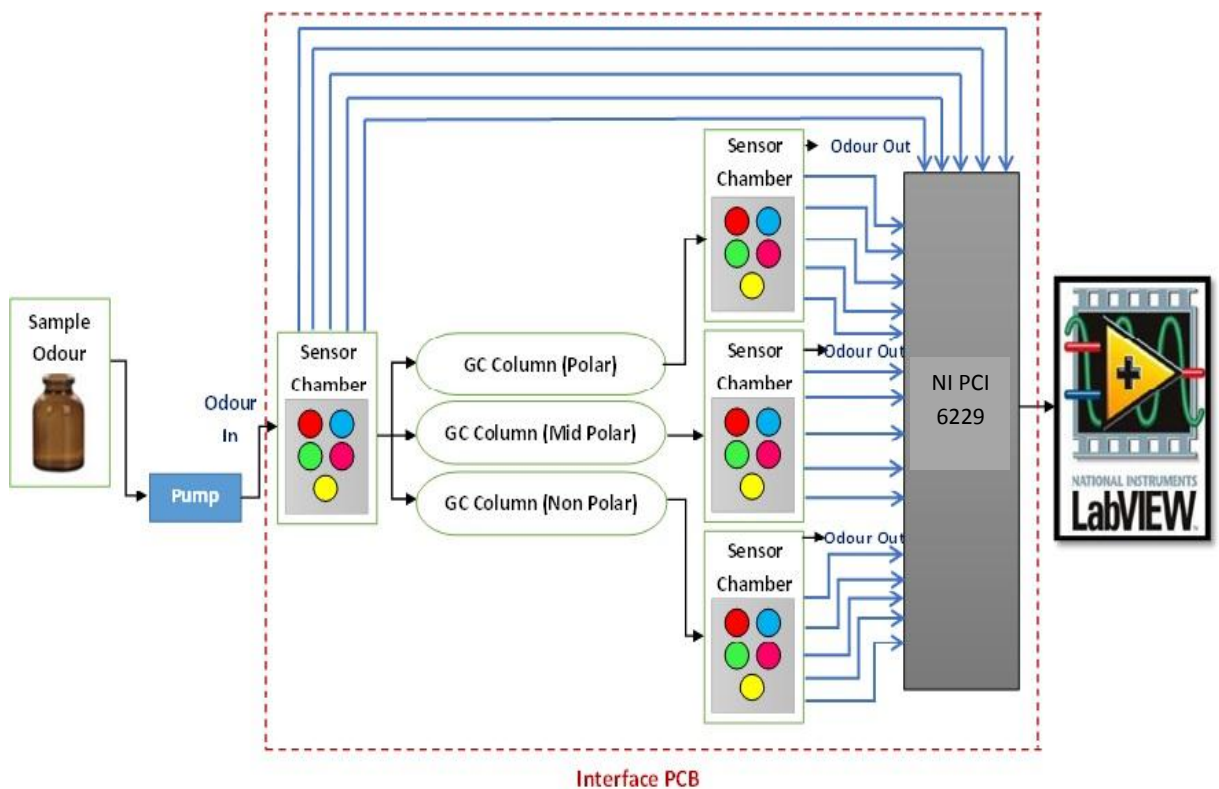 Sample
Odour
Pump
Odour
In
Sensor
Chamber
GC Column (Polar)
GC Column (Mid Polar)
GC Column (Non Polar)
Sensor
Chamber
Odour Out
Sensor
Chamber
Odour Out
Sensor
Chamber
Odour Out
NI PCI
6229
NATIONAL INSTRUMENTS
LabVIEW
Interface PCB